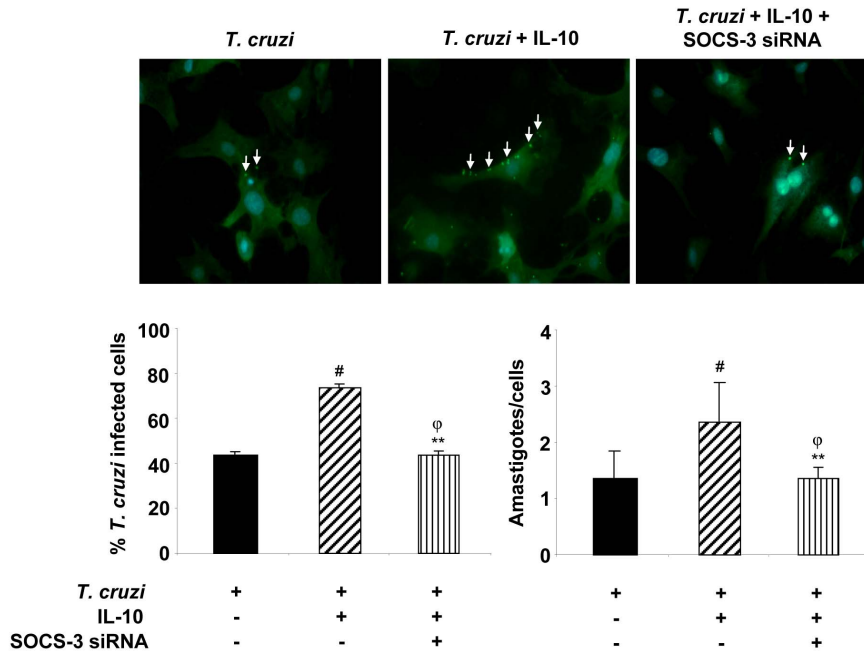 T. cruzi
T. cruzi + IL-10
T. cruzi + IL-10 +
SOCS-3 siRNA
% T. cruzi infected cells
100
80
60
40
20
0
#
φ
**
Amastigotes/cells
4
3
2
1
0
#
φ
**
T. cruzi + + + + + +
IL-10 - + + - + +
SOCS-3 siRNA - - + - - +